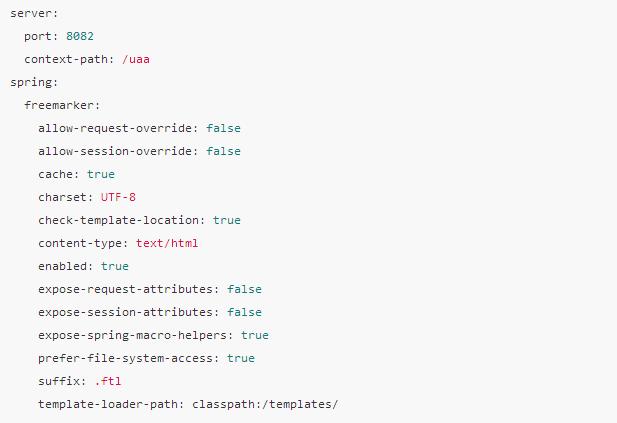 server:
  port: 8082
  context-path: /uaa
spring:
  freemarker:
    allow-request-override: false
    allow-session-override: false
    cache: true
    charset: UTF-8
    check-template-location: true
    content-type: text/html
    enabled: true
    expose-request-attributes: false
    expose-session-attributes: false
    expose-spring-macro-helpers: true
    prefer-file-system-access: true
    suffix: .ftl
    template-loader-path: classpath:/templates/